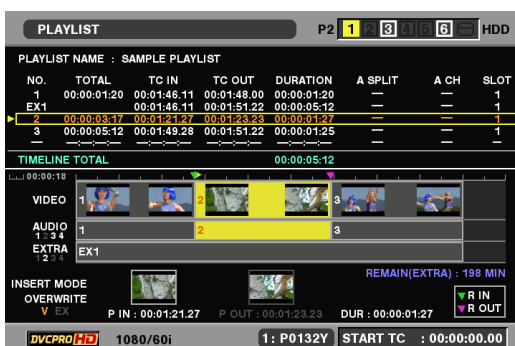 PLAYLIST P2 1 2 3 4 5 6 HDD
PLAYLIST NAME : SAMPLE PLAYLIST
NO. TOTAL TC IN TC OUT DURATION A SPLIT A CH SLOT
1 00:00:01:20 00:01:46.11 00:01:48.00 00:00:01:20 — — 1
EX1 00:01:46.11 00:01:51.22 00:00:05:12 — — 1
2 00:00:03:17 00:01:21.27 00:01:23.23 00:00:01:27 — — 1
3 00:00:05:12 00:01:49.28 00:01:51.22 00:00:01:25 — — 1
— —:—:—:— —:—:—:— —:—:—:— —:—:—:— — — —
TIMELINE TOTAL 00:00:05:12
00:00:18
VIDEO 1 2 3
AUDIO 1 2 3
1 2 3 4
EXTRA EX1
1 2 3 4
REMAIN(EXTRA) : 198 MIN
INSERT MODE
OVERWRITE
V EX
R IN
R OUT
P IN : 00:01:21.27 P OUT : 00:01:23.23 DUR : 00:00:01:27
DVCPRO HD 1080/60i 1: P0132Y START TC : 00:00:00.00